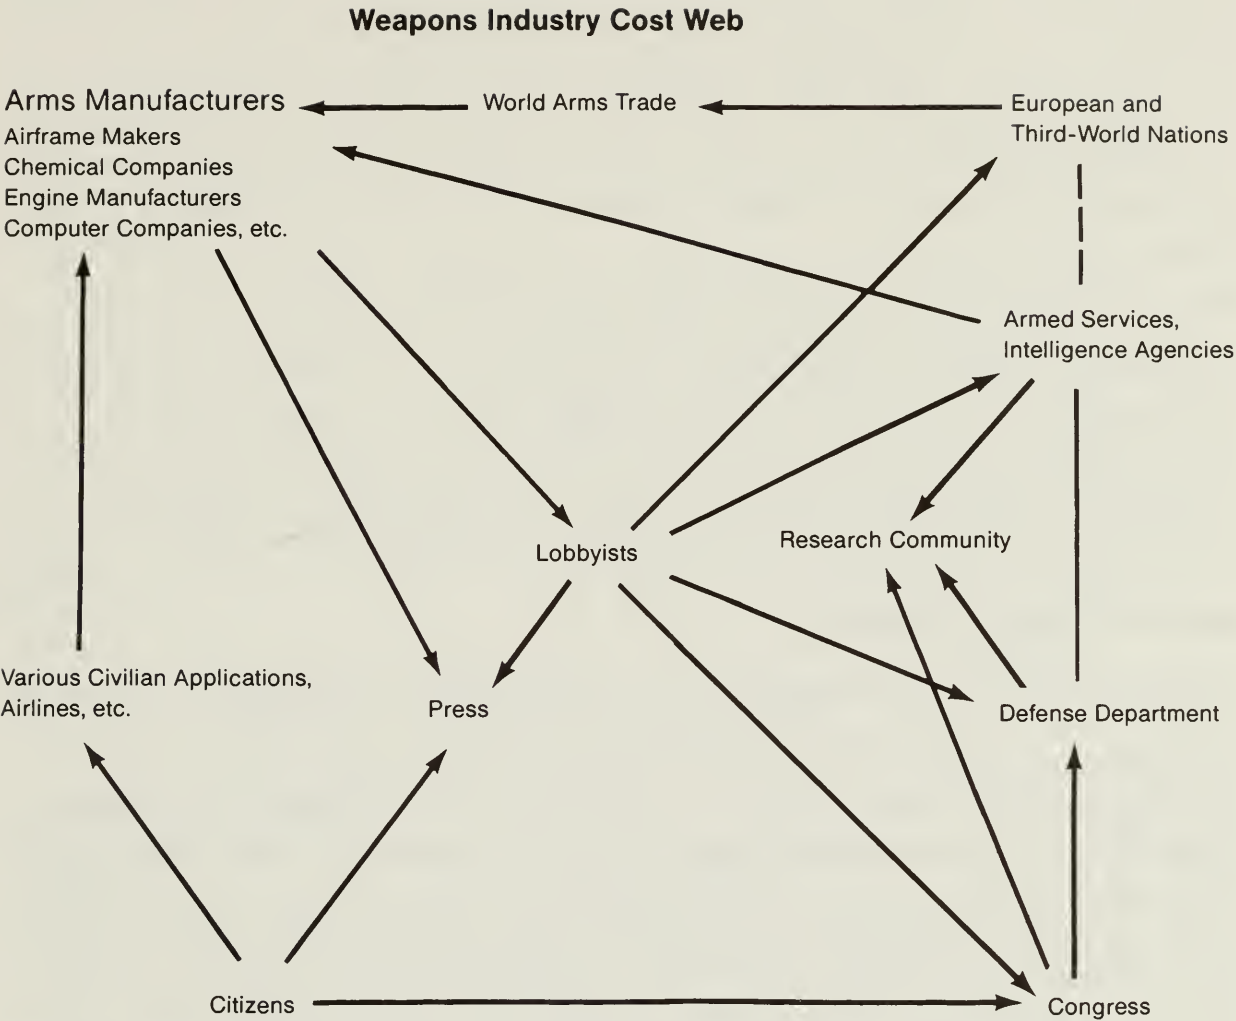 Weapons Industry Cost Web
Arms Manufacturers
Airframe Makers
Chemical Companies
Engine Manufacturers
Computer Companies, etc.
World Arms Trade
European and
Third-World Nations
Armed Services,
Intelligence Agencies
Lobbyists
Research Community
Various Civilian Applications,
Airlines, etc.
Press
Defense Department
Citizens
Congress